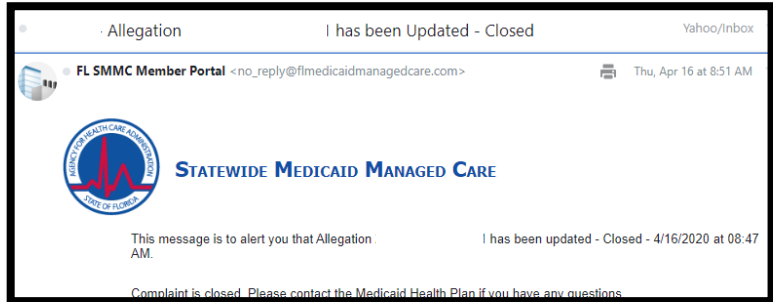 · Allegation I has been Updated - Closed Yahoo/Inbox
FL SMMC Member Portal <no_reply@flmedicaidmanagedcare.com> Thu, Apr 16 at 8:51 AM
AGENCY FOR HEALTH CARE ADMINISTRATION
STATE OF FLORIDA
STATEWIDE MEDICAID MANAGED CARE
This message is to alert you that Allegation I has been updated - Closed - 4/16/2020 at 08:47
AM.
Complaint is closed. Please contact the Medicaid Health Plan if you have any questions